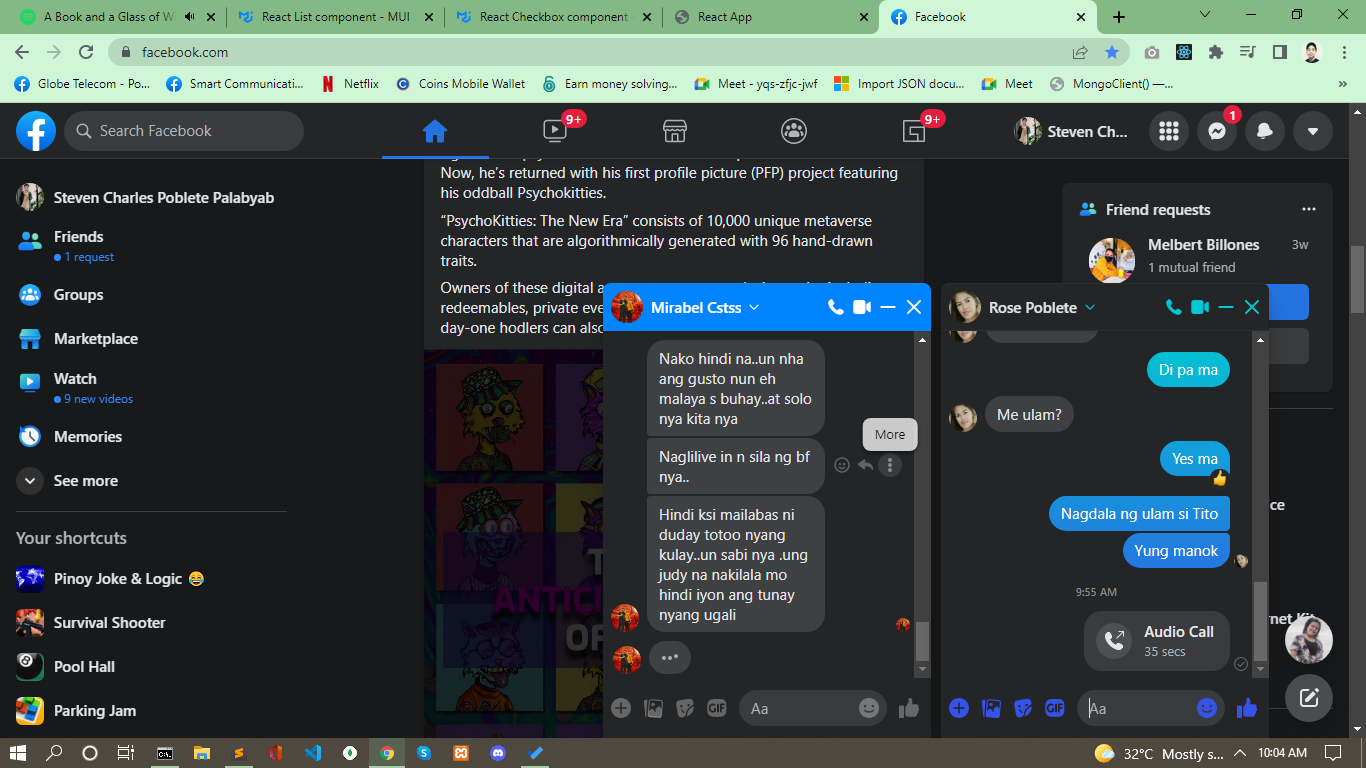 A Book and a Glass of Wi
React List component - MUI
React Checkbox component
React App
Facebook
facebook.com
Globe Telecom - Po...
Smart Communicati...
Netflix
Coins Mobile Wallet
Earn money solving...
Meet - yqs-zfjc-jwf
Import JSON docu...
Meet
MongoClient() —...
»
Search Facebook
9+
9+
Steven Ch...
1
Steven Charles Poblete Palabyab
Friends
1 request
Groups
Marketplace
Watch
9 new videos
Memories
See more
Your shortcuts
Pinoy Joke & Logic 😂
Survival Shooter
Pool Hall
8
Parking Jam
Now, he's returned with his first profile picture (PFP) project featuring
his oddball Psychokitties.
“PsychoKitties: The New Era” consists of 10,000 unique metaverse
characters that are algorithmically generated with 96 hand-drawn
traits.
Owners of these digital a
redeemables, private eve
day-one hodlers can also
T
ANTICI
OF
Friend requests
Melbert Billones
3w
1 mutual friend
Mirabel Cstss
Nako hindi na..un nha
ang gusto nun eh
malaya s buhay..at solo
nya kita nya
More
Naglilive in n sila ng bf
nya..
Hindi ksi mailabas ni
duday totoo nyang
kulay..un sabi nya .ung
judy na nakilala mo
hindi iyon ang tunay
nyang ugali
GIF
Aa
Rose Poblete
Di pa ma
Me ulam?
Yes ma
👍
Nagdala ng ulam si Tito
Yung manok
9:55 AM
Audio Call
35 secs
GIF
Aa
ce
rnet Kit
32°C Mostly s...
10:04 AM